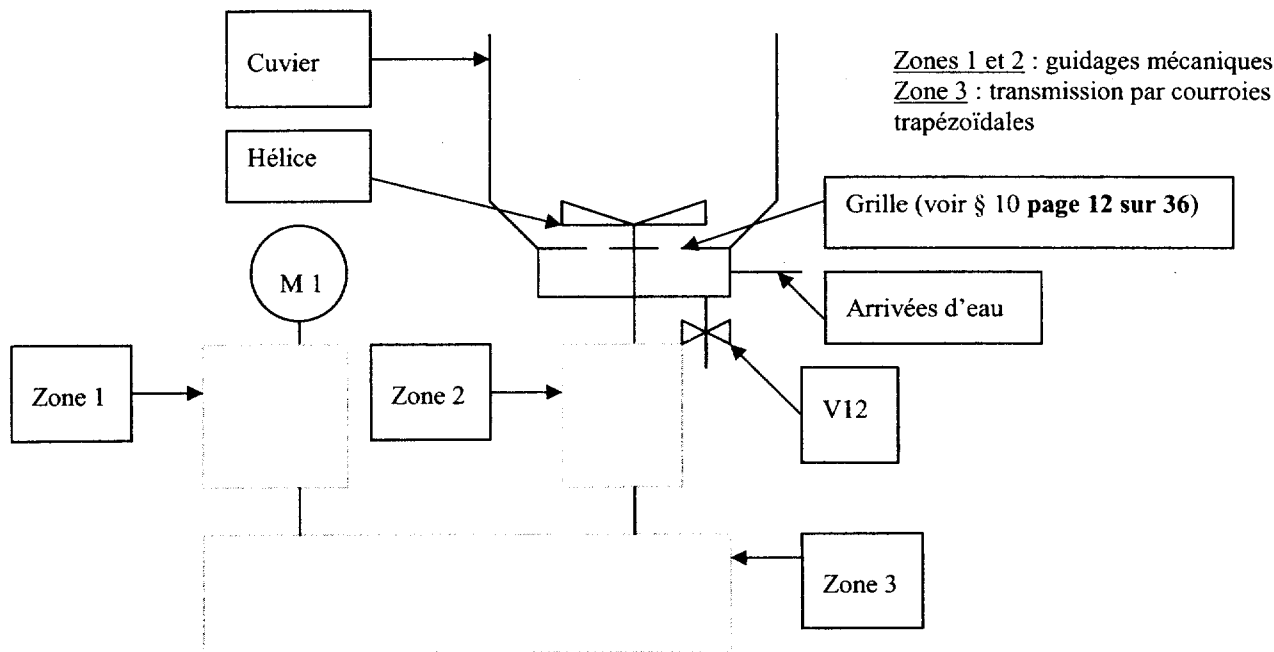 Cuvier
Zones 1 et 2 : guidages mécaniques
Zone 3 : transmission par courroies
trapézoïdales
Hélice
Grille (voir § 10 page 12 sur 36)
M 1
Arrivées d'eau
Zone 1
Zone 2
V12
Zone 3